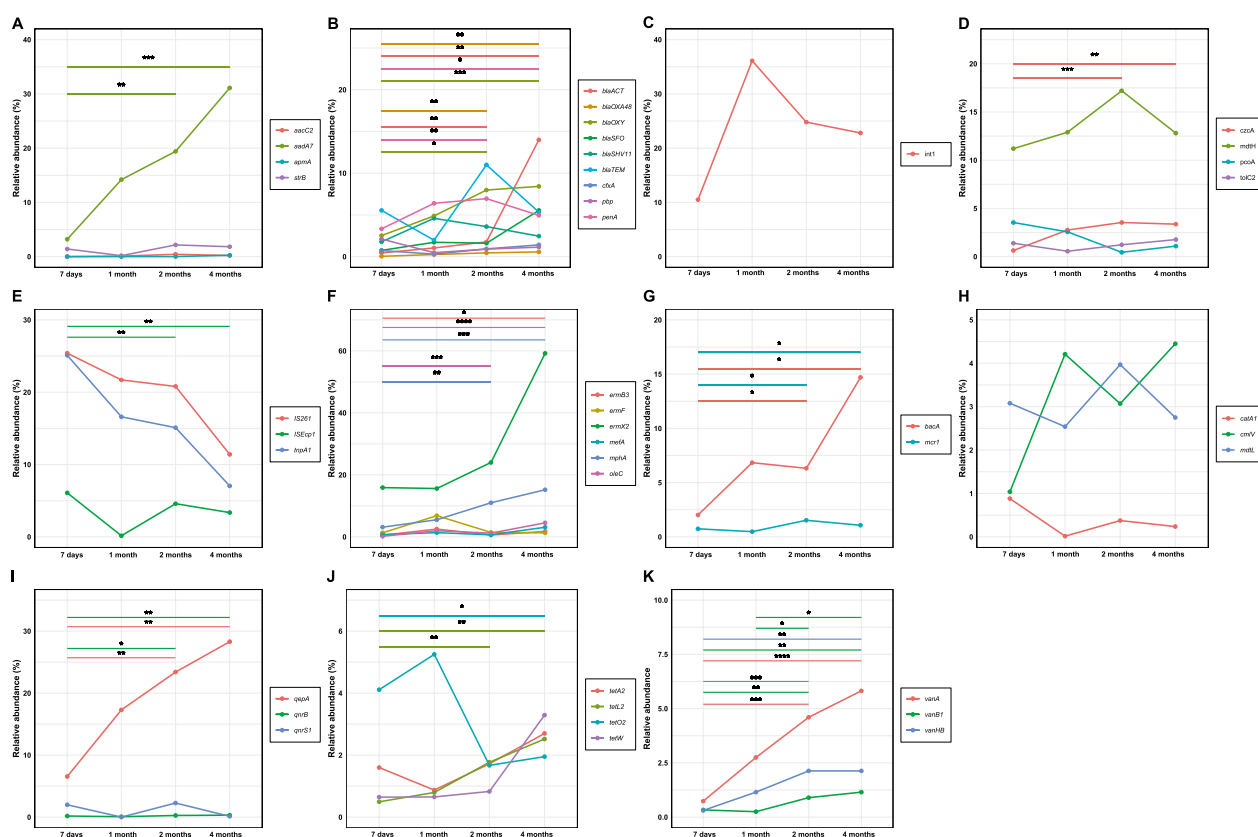 A
Relative abundance (%)
40
30
20
10
0
7 days 1 month 2 months 4 months
***
**
aacC2
aadA7
apmA
strB
B
Relative abundance (%)
25
20
15
10
5
0
7 days 1 month 2 months 4 months
**
**
*
***
**
**
**
*
blaACT
blaOXA48
blaOXY
blaSFO
blaSHV11
blaTEM
cfxA
pbp
penA
C
Relative abundance (%)
40
30
20
10
0
7 days 1 month 2 months 4 months
int1
D
Relative abundance (%)
20
15
10
5
0
7 days 1 month 2 months 4 months
**
***
czcA
mdtH
pcoA
tolC2
E
Relative abundance (%)
30
20
10
0
7 days 1 month 2 months 4 months
**
**
IS261
ISEcp1
tnpA1
F
Relative abundance (%)
60
40
20
0
7 days 1 month 2 months 4 months
*
****
***
***
**
ermB3
ermF
ermX2
mefA
mphA
oleC
G
Relative abundance (%)
20
15
10
5
0
7 days 1 month 2 months 4 months
*
*
*
*
bacA
mcr1
H
Relative abundance (%)
5
4
3
2
1
0
7 days 1 month 2 months 4 months
catA1
cmlV
mdtL
I
Relative abundance (%)
30
20
10
0
7 days 1 month 2 months 4 months
**
**
*
**
qepA
qnrB
qnrS1
J
Relative abundance (%)
6
4
2
0
7 days 1 month 2 months 4 months
*
**
**
tetA2
tetL2
tetO2
tetW
K
Relative abundance
10.0
7.5
5.0
2.5
0
7 days 1 month 2 months 4 months
*
*
**
**
****
***
**
***
vanA
vanB1
vanHB